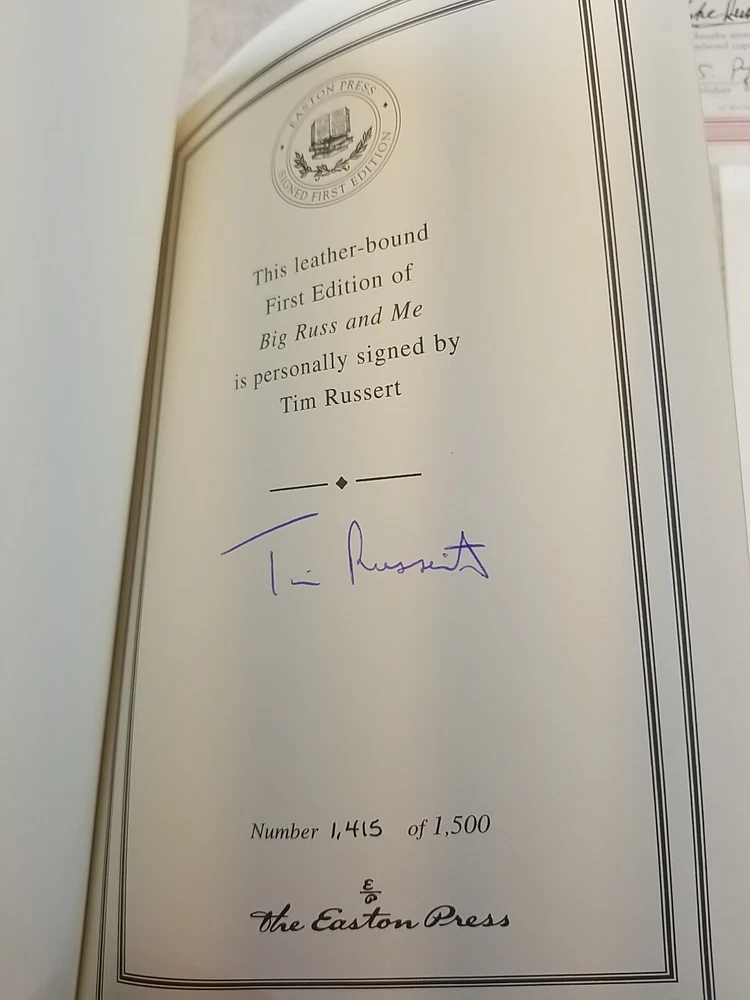 EASTON PRESS
SIGNED FIRST EDITION
This leather-bound
First Edition of
Big Russ and Me
is personally signed by
Tim Russert
Tim Russert
Number 1,415 of 1,500
E
P
the Easton Press